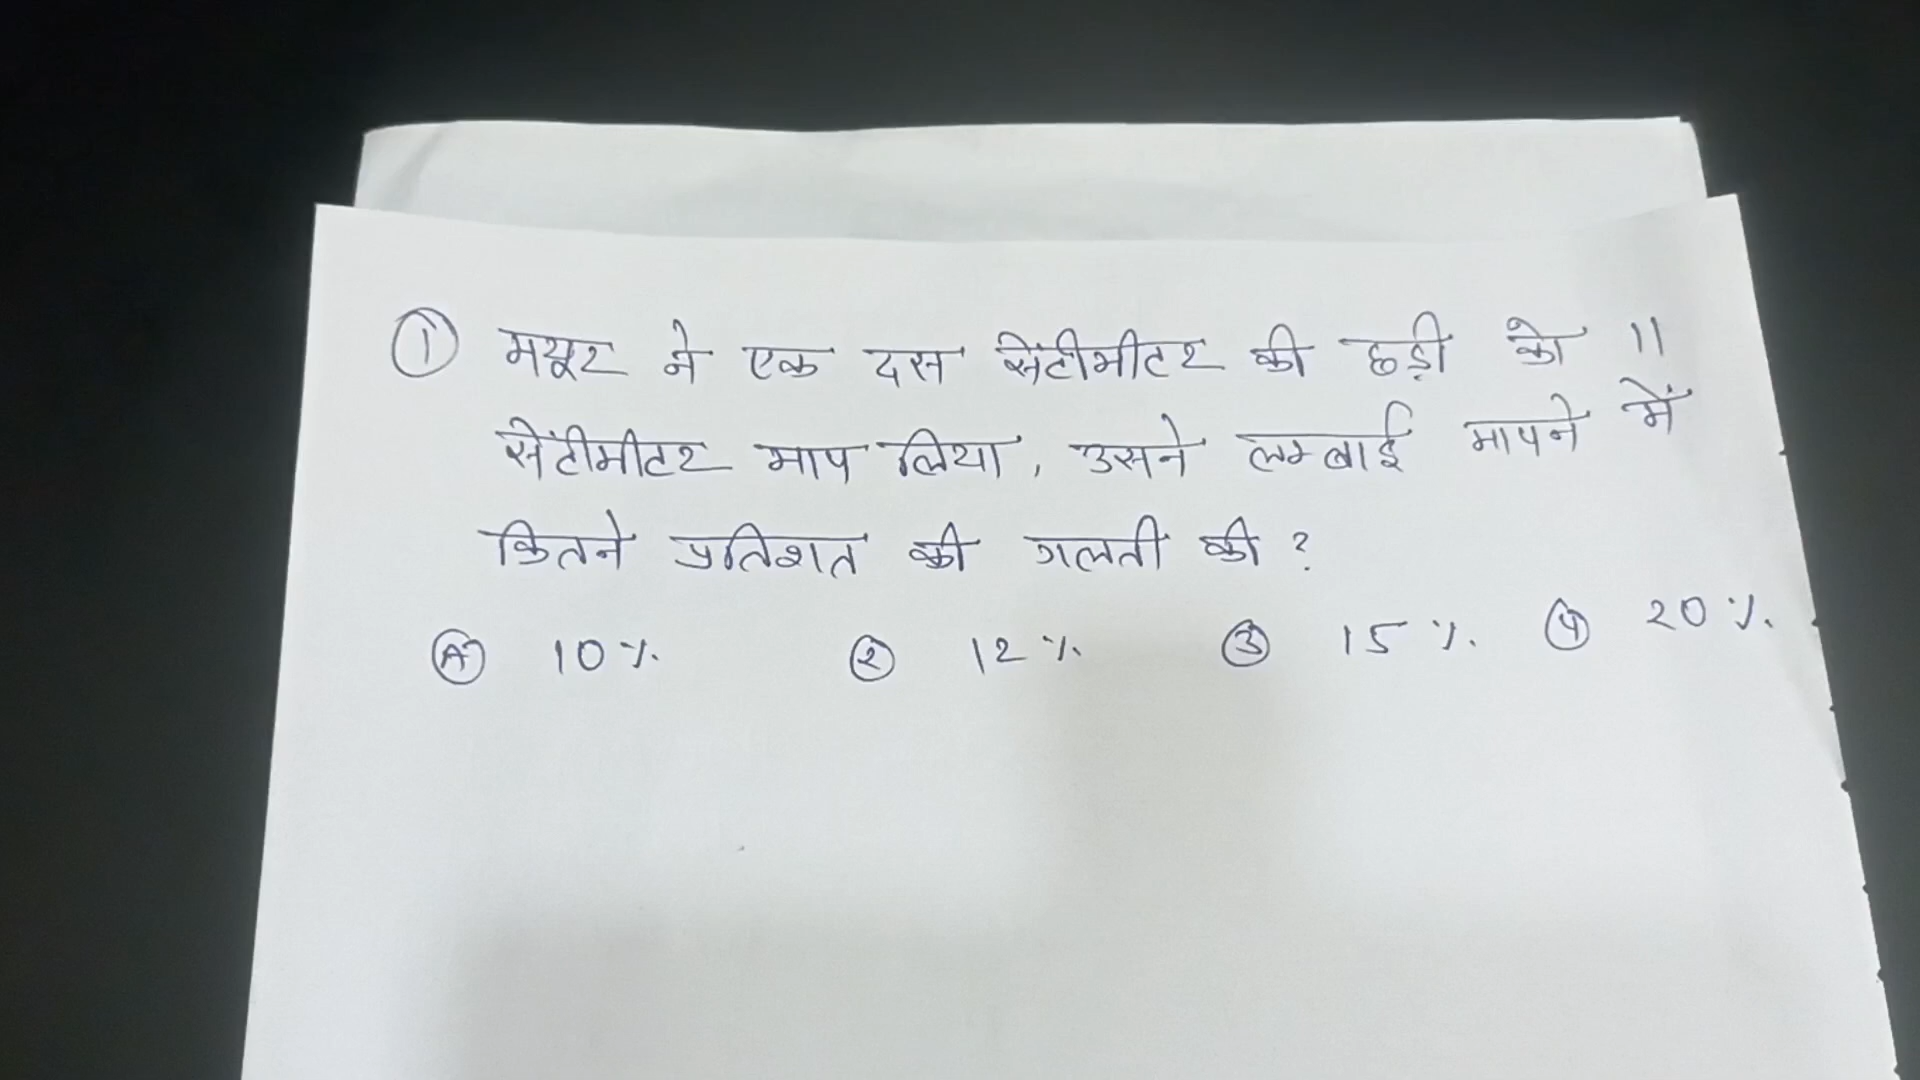 ① मयूर ने एक दस सेंटीमीटर की छड़ी को 11
सेंटीमीटर माप लिया, उसने लम्बाई मापने में
कितने प्रतिशत की गलती की ?
Ⓐ 10% ② 12% ③ 15% ④ 20%